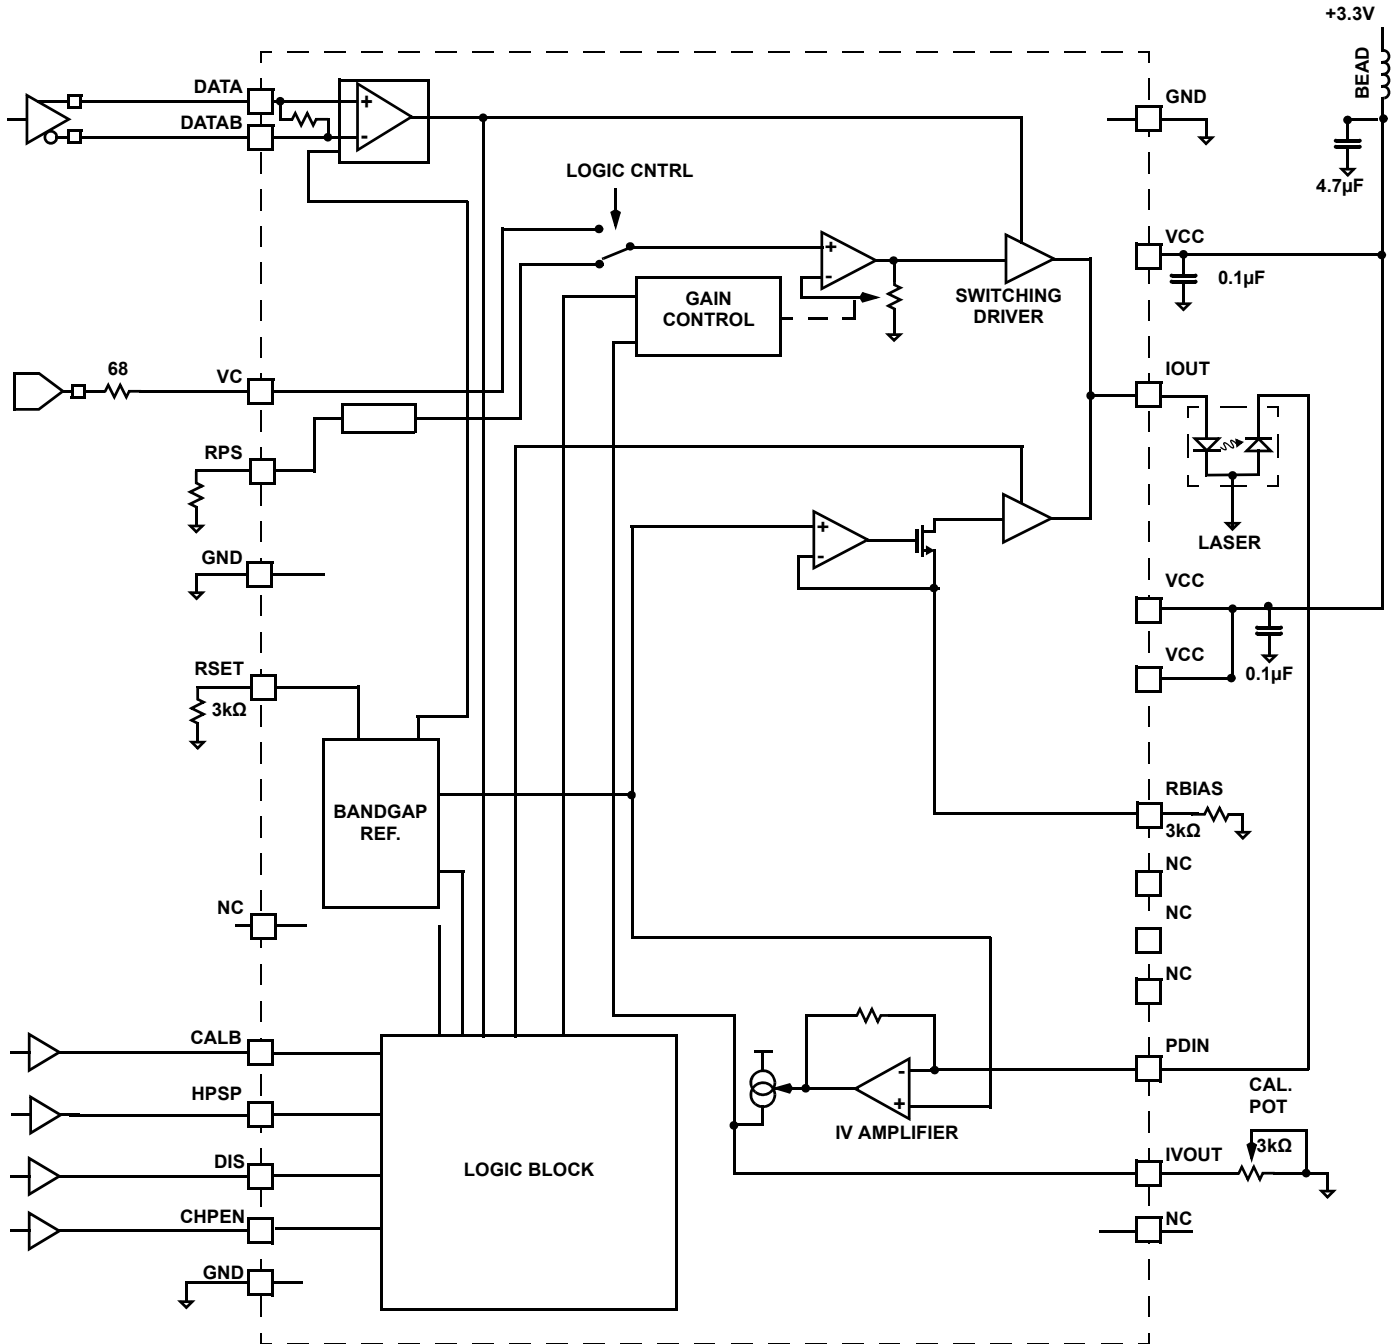 +3.3V
BEAD
DATA
GND
DATAB
+
-
LOGIC CNTRL
4.7µF
VCC
+
-
0.1µF
GAIN
CONTROL
SWITCHING
DRIVER
68
VC
IOUT
RPS
+
-
LASER
GND
VCC
RSET
VCC
0.1µF
3kΩ
BANDGAP
REF.
RBIAS
3kΩ
NC
NC
NC
NC
CALB
PDIN
-
+
CAL.
POT
HPSP
IV AMPLIFIER
3kΩ
DIS
LOGIC BLOCK
IVOUT
CHPEN
NC
GND